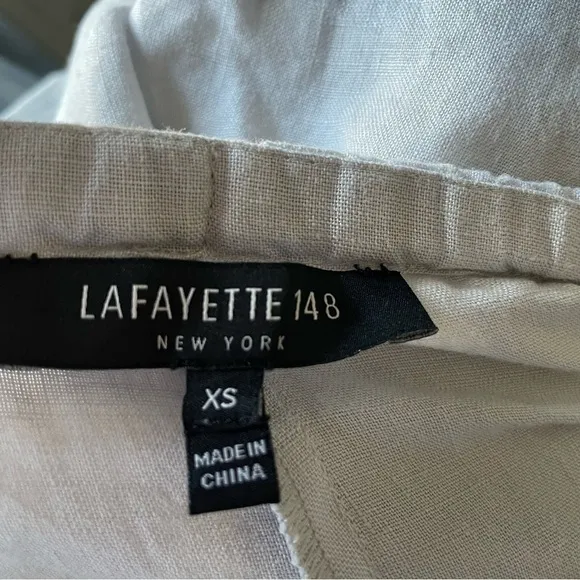 LAFAYETTE 148
NEW YORK
XS
MADE IN
CHINA